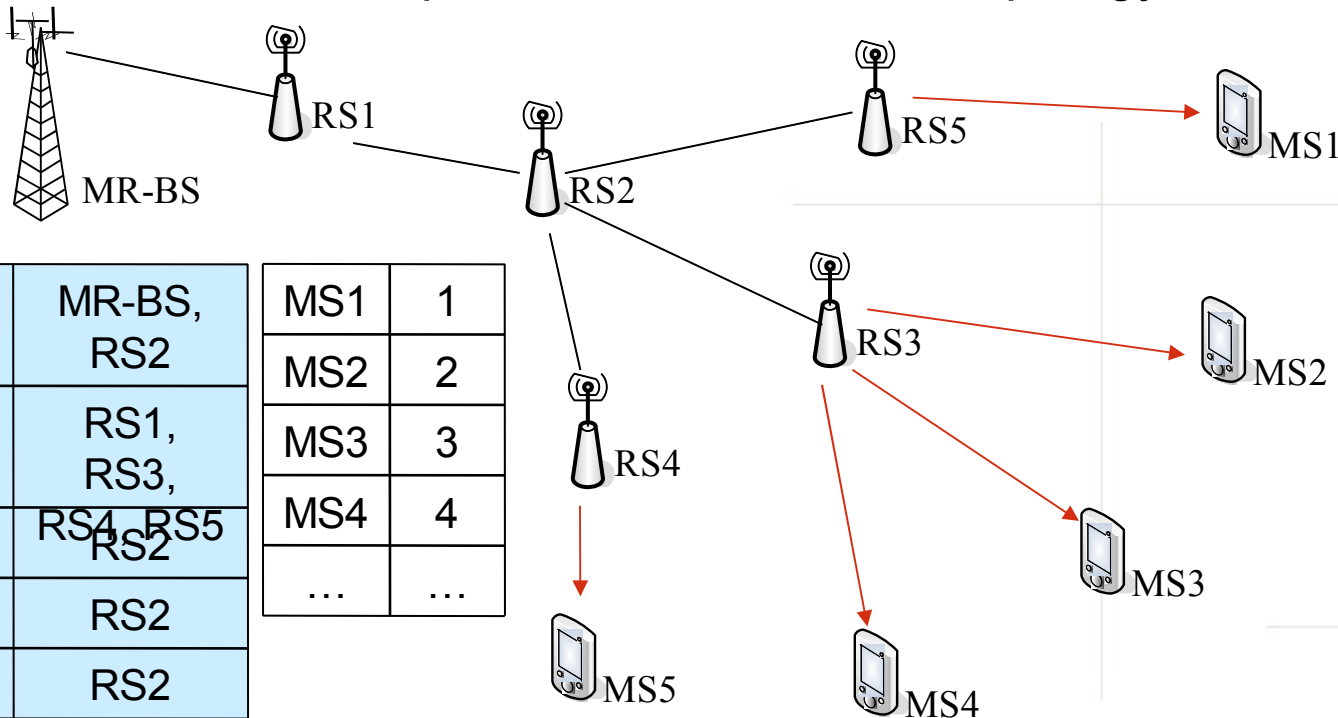 RS1
RS5
MS1
MR-BS
RS2
MR-BS,
RS2
MS1 1
RS3
MS2 2
MS2
RS1,
RS3,
MS3 3
RS4
RS4, RS5
MS4 4
RS2
MS3
… …
RS2
RS2
MS5
MS4